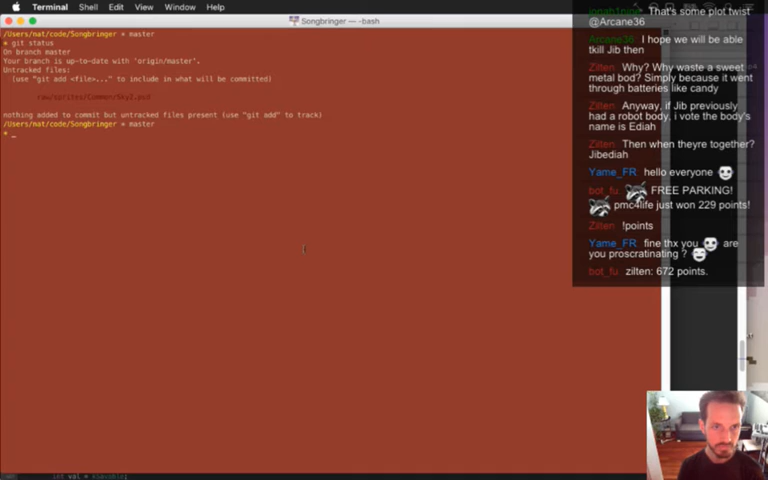 Terminal Shell Edit View Window Help
Songbringer — -bash
/Users/nat/code/Songbringer * master
* git status
On branch master
Your branch is up-to-date with 'origin/master'.
Untracked files:
(use "git add <file>..." to include in what will be committed)
raw/sprites/Common/Sky2.psd
nothing added to commit but untracked files present (use "git add" to track)
/Users/nat/code/Songbringer * master
*
jonah1nine That's some plot twist
@Arcane36
Arcane36 I hope we will be able
tkill Jib then
Zilten Why? Why waste a sweet
metal bod? Simply because it went
through batteries like candy
Zilten Anyway, if Jib previously
had a robot body, i vote the body's
name is Ediah
Zilten Then when theyre together?
Jibediah
Yame_FR hello everyone
bot_fu FREE PARKING!
pmc4life just won 229 points!
Zilten !points
Yame_FR fine thx you are
you proscratinating ?
bot_fu zilten: 672 points.